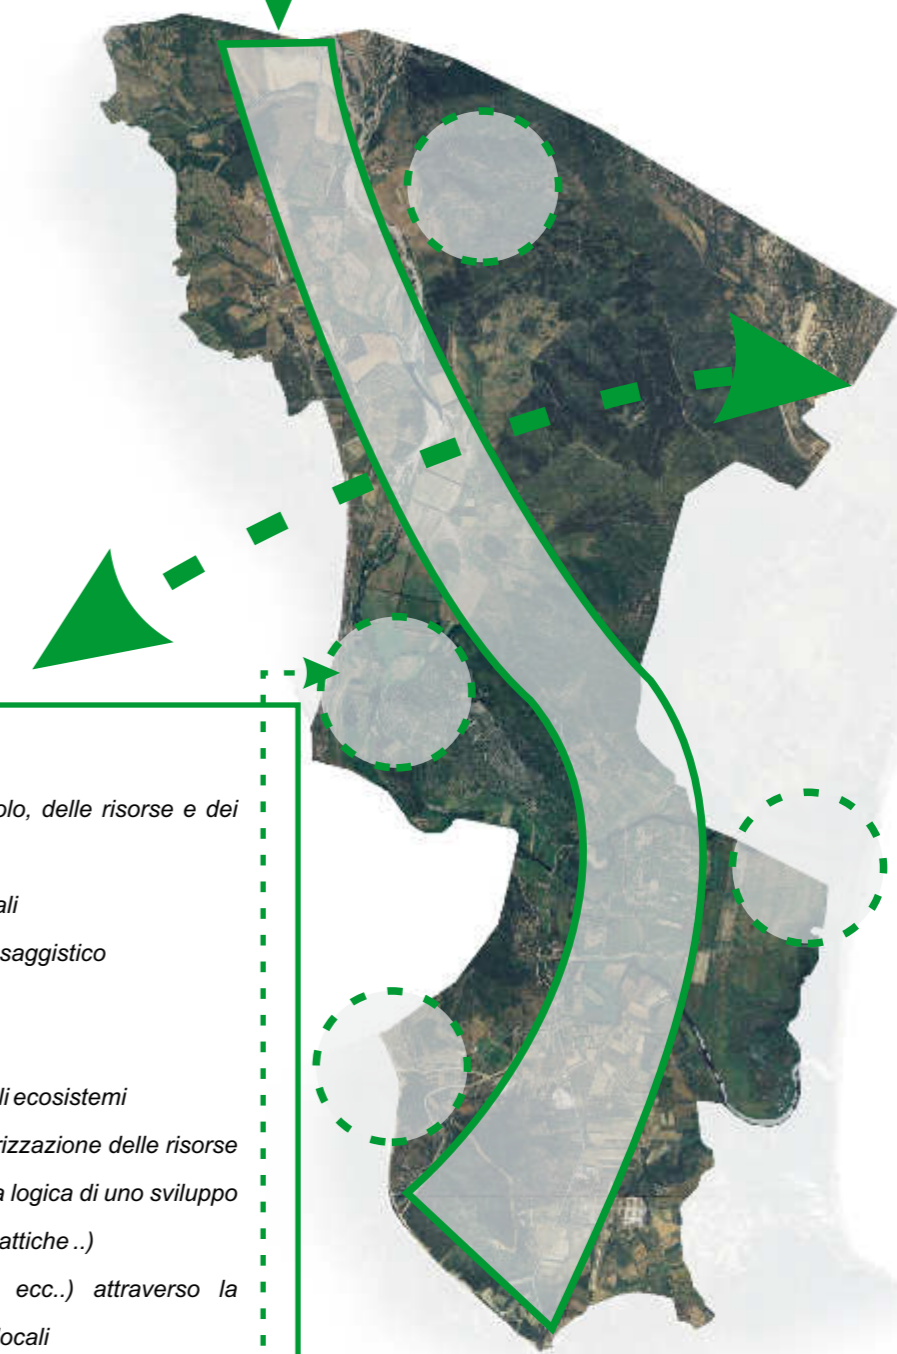 olo, delle risorse e dei
ali
saggistico
li ecosistemi
rizzazione delle risorse
a logica di uno sviluppo
attiche ..)
ecc..) attraverso la
locali